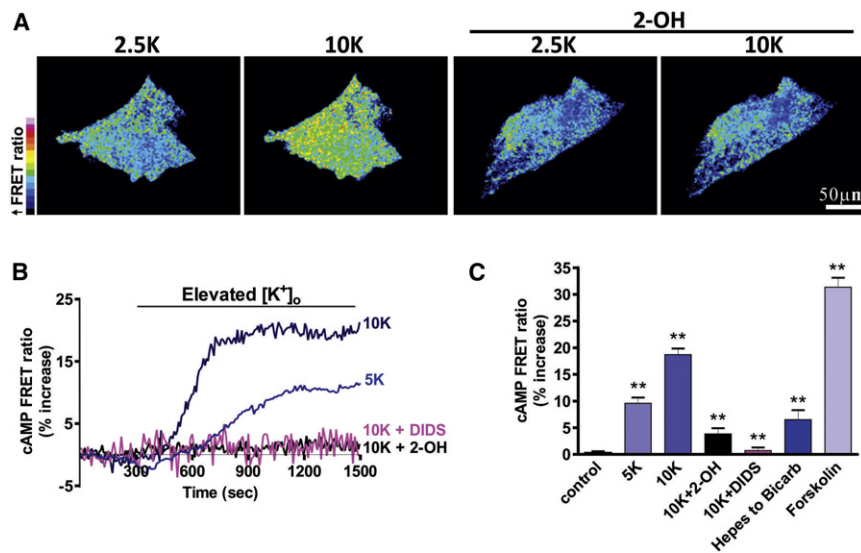 A
2-OH
2.5K
10K
2.5K
10K
↑ FRET ratio
50µm
B
Elevated [K⁺]ₒ
cAMP FRET ratio
(% increase)
25
15
5
-5
10K
5K
10K + DIDS
10K + 2-OH
300
600
900
1200
1500
Time (sec)
C
cAMP FRET ratio
(% increase)
35
30
25
20
15
10
5
0
**
**
**
**
**
**
control
5K
10K
10K+2-OH
10K+DIDS
Hepes to Bicarb
Forskolin